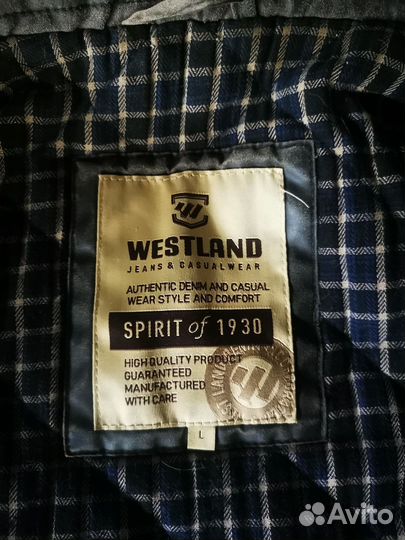 WESTLAND
JEANS & CASUALWEAR
AUTHENTIC DENIM AND CASUAL
WEAR STYLE AND COMFORT
SPIRIT of 1930
HIGH QUALITY PRODUCT
GUARANTEED
MANUFACTURED
WITH CARE
L
Avito